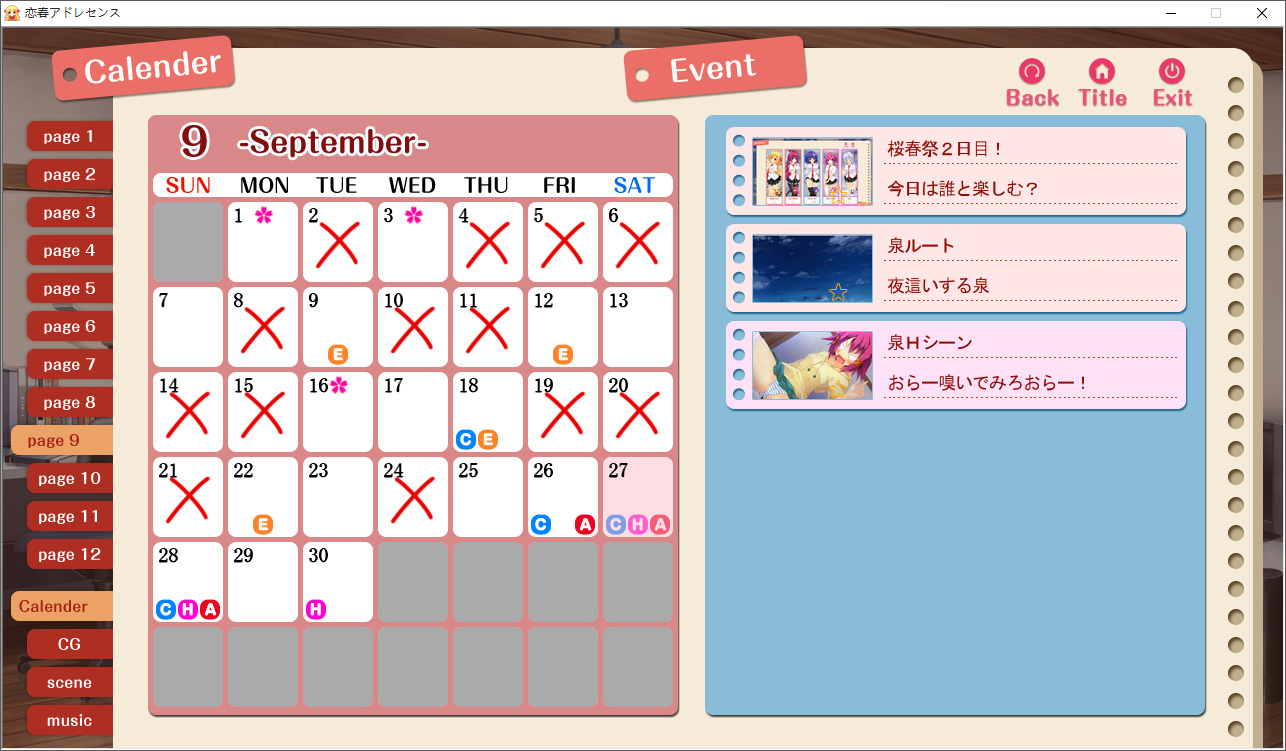 恋春アドレセンス
Calender
Event
Back Title Exit
page 1
page 2
page 3
page 4
page 5
page 6
page 7
page 8
page 9
page 10
page 11
page 12
Calender
CG
scene
music
9 -September-
SUN MON TUE WED THU FRI SAT
1 2 3 4 5 6
7 8 9 10 11 12 13
E E
14 15 16 17 18 19 20
C E
21 22 23 24 25 26 27
E C A C H A
28 29 30
C H A H
桜春祭２日目！
今日は誰と楽しむ？
泉ルート
夜這いする泉
泉Ｈシーン
おらー嗅いでみろおらー！